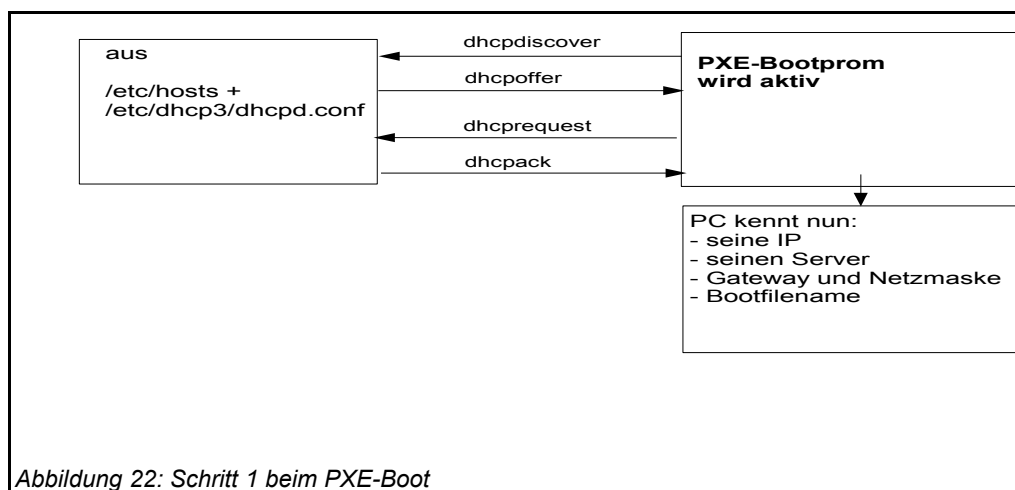 aus
/etc/hosts +
/etc/dhcp3/dhcpd.conf
dhcpdiscover
dhcpoffer
dhcprequest
dhcpack
PXE-Bootprom
wird aktiv
PC kennt nun:
- seine IP
- seinen Server
- Gateway und Netzmaske
- Bootfilename
Abbildung 22: Schritt 1 beim PXE-Boot